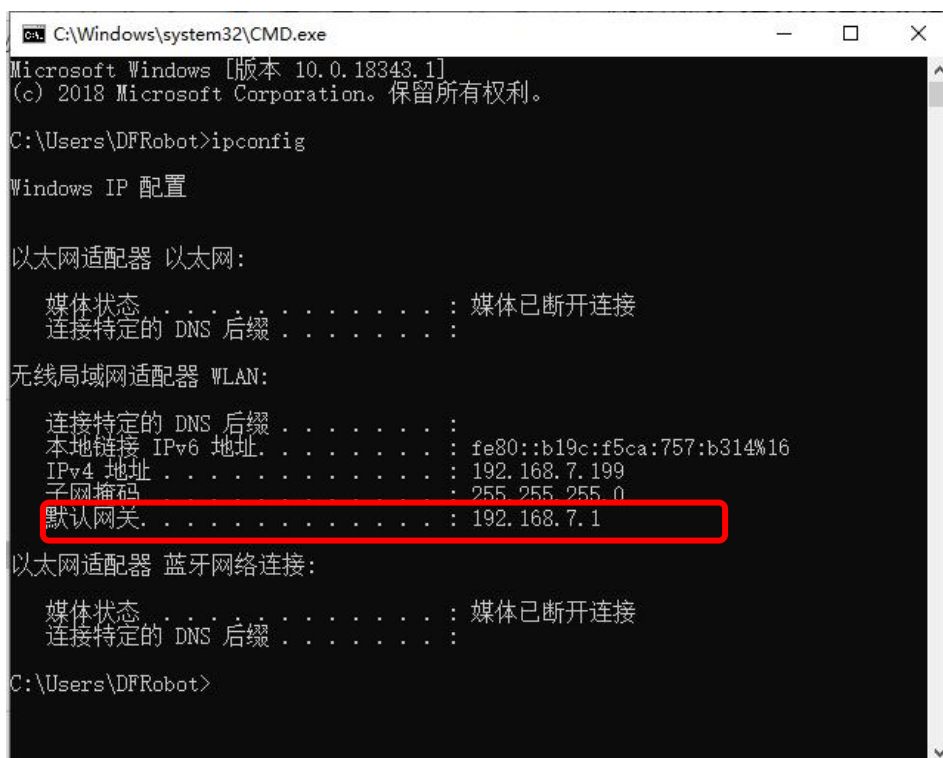 C:\Windows\system32\CMD.exe
Microsoft Windows [版本 10.0.18343.1]
(c) 2018 Microsoft Corporation。保留所有权利。
C:\Users\DFRobot>ipconfig
Windows IP 配置
以太网适配器 以太网:
媒体状态 . . . . . . . . . . . . : 媒体已断开连接
连接特定的 DNS 后缀 . . . . . . . :
无线局域网适配器 WLAN:
连接特定的 DNS 后缀 . . . . . . . :
本地链接 IPv6 地址. . . . . . . . : fe80::b19c:f5ca:757:b314%16
IPv4 地址 . . . . . . . . . . . . : 192.168.7.199
子网掩码 . . . . . . . . . . . . : 255.255.255.0
默认网关. . . . . . . . . . . . . : 192.168.7.1
以太网适配器 蓝牙网络连接:
媒体状态 . . . . . . . . . . . . : 媒体已断开连接
连接特定的 DNS 后缀 . . . . . . . :
C:\Users\DFRobot>